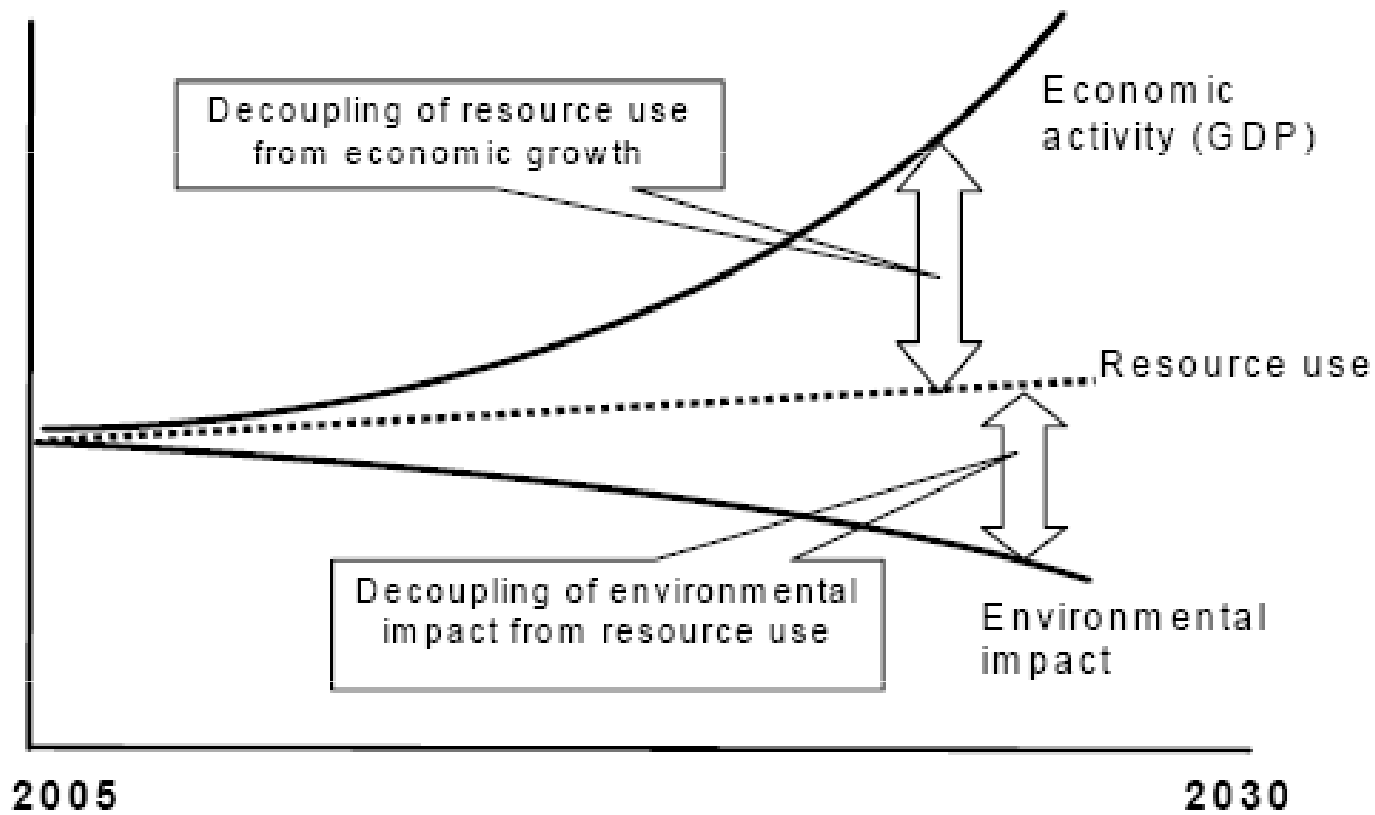 Economic
activity (GDP)
Decoupling of resource use
from economic growth
Resource use
Decoupling of environmental
impact from resource use
Environmental
impact
2005
2030